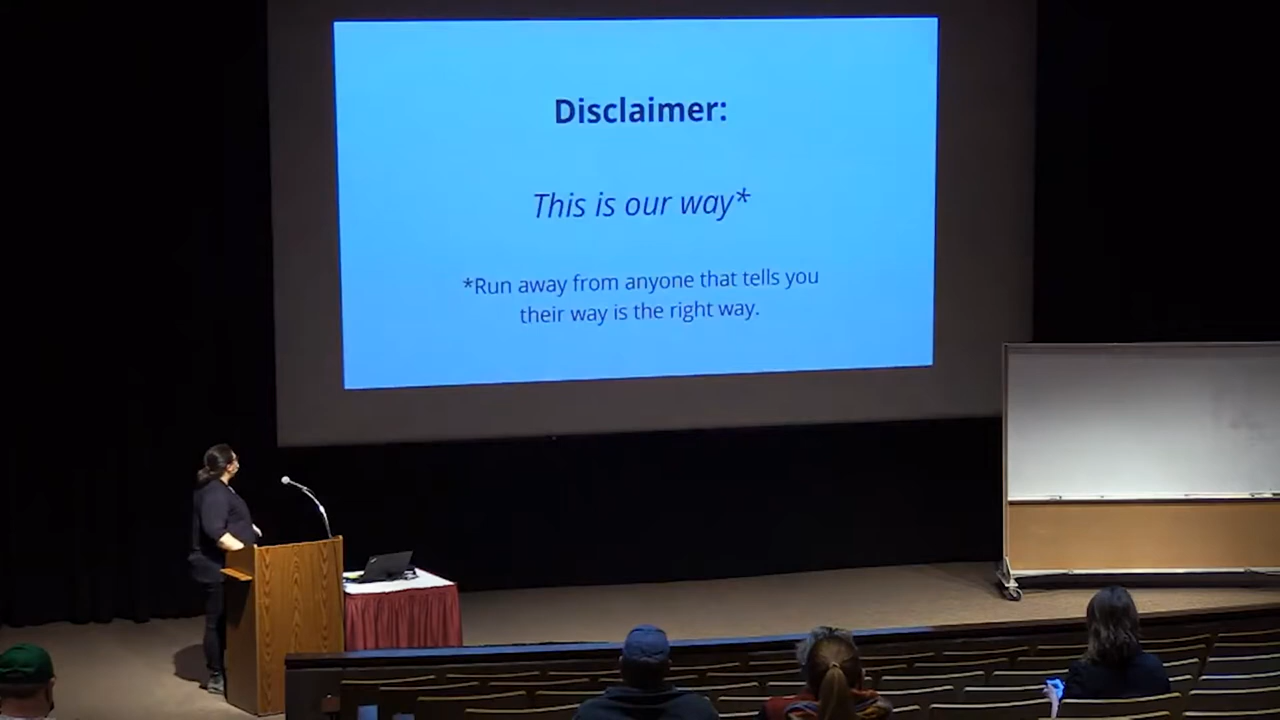 Disclaimer:
This is our way*
*Run away from anyone that tells you
their way is the right way.